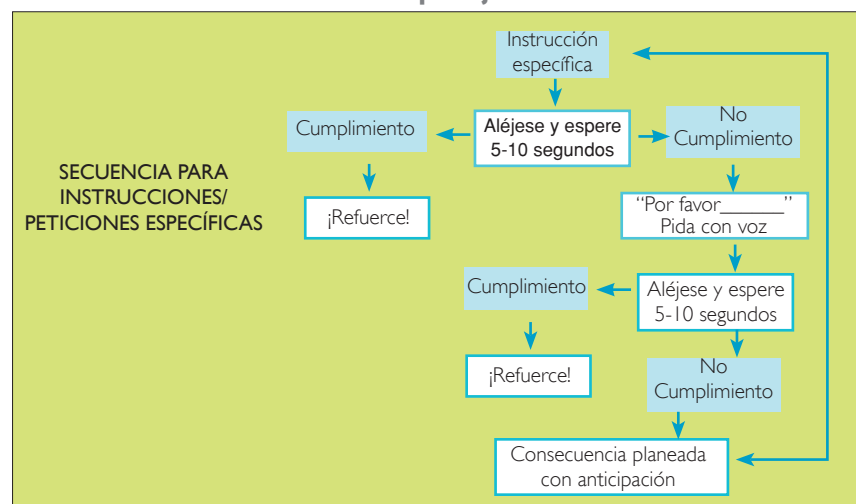 Instrucción
específica
Cumplimiento
Aléjese y espere
5-10 segundos
No
Cumplimiento
SECUENCIA PARA
INSTRUCCIONES/
PETICIONES ESPECÍFICAS
¡Refuerce!
“Por favor______”
Pida con voz
Cumplimiento
Aléjese y espere
5-10 segundos
¡Refuerce!
No
Cumplimiento
Consecuencia planeada
con anticipación